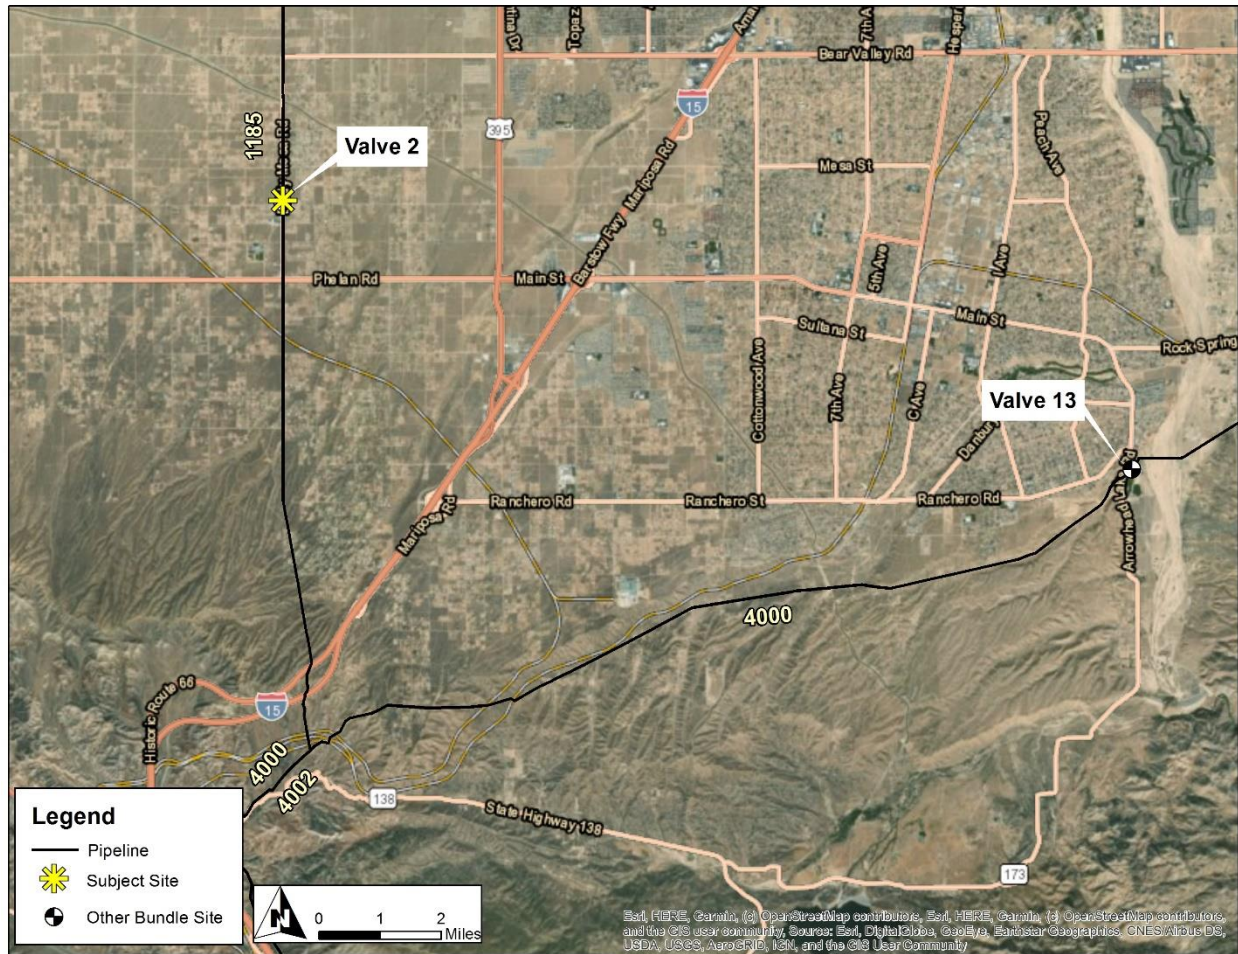 Topaz
7th A
Bear Valley Rd
15
395
1185
Valve 2
Mesa St
Peach Ave
Mariposa Rd
Barstow Fwy
5th Ave
I Ave
Phelan Rd
Main St
Main St
Sultana St
Rock Spring
Cottonwood Ave
7th Ave
C Ave
Danbury
Valve 13
Ranchero Rd
Ranchero St
Ranchero Rd
Mariposa Rd
Arrowhead Lake Rd
4000
Historic Route 66
15
4000
4002
138
State Highway 138
173
Legend
Pipeline
Subject Site
Other Bundle Site
N
0 1 2
Miles
Esri, HERE, Garmin, (c) OpenStreetMap contributors, Esri, HERE, Garmin, (c) OpenStreetMap contributors,
and the GIS user community, Source: Esri, DigitalGlobe, GeoEye, Earthstar Geographics, CNES/Airbus DS,
USDA, USGS, AeroGRID, IGN, and the GIS User Community